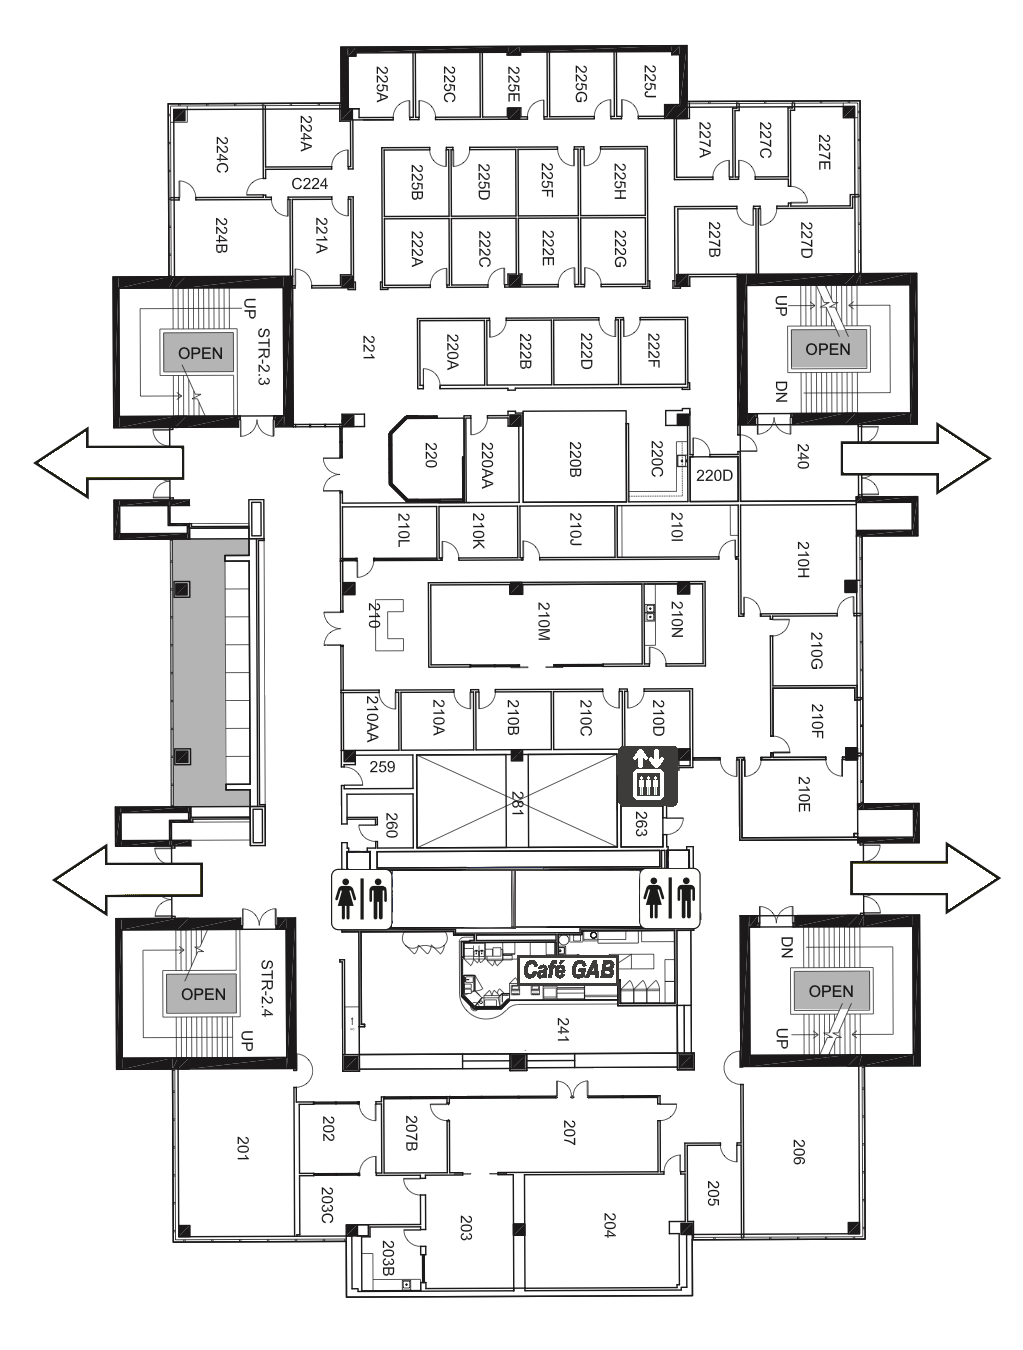 225A
225C
225E
225G
225J
224C
224A
227A
227C
227E
C224
225B
225D
225F
225H
224B
221A
222A
222C
222E
222G
227B
227D
UP
STR-2.3
OPEN
221
220A
222B
222D
222F
UP
OPEN
DN
220
220AA
220B
220C
220D
240
210L
210K
210J
210I
210H
210
210M
210N
210G
210AA
210A
210B
210C
210D
210F
259
260
281
263
210E
Café GAB
241
STR-2.4
OPEN
UP
DN
OPEN
UP
201
202
207B
207
206
203C
203
204
205
203B